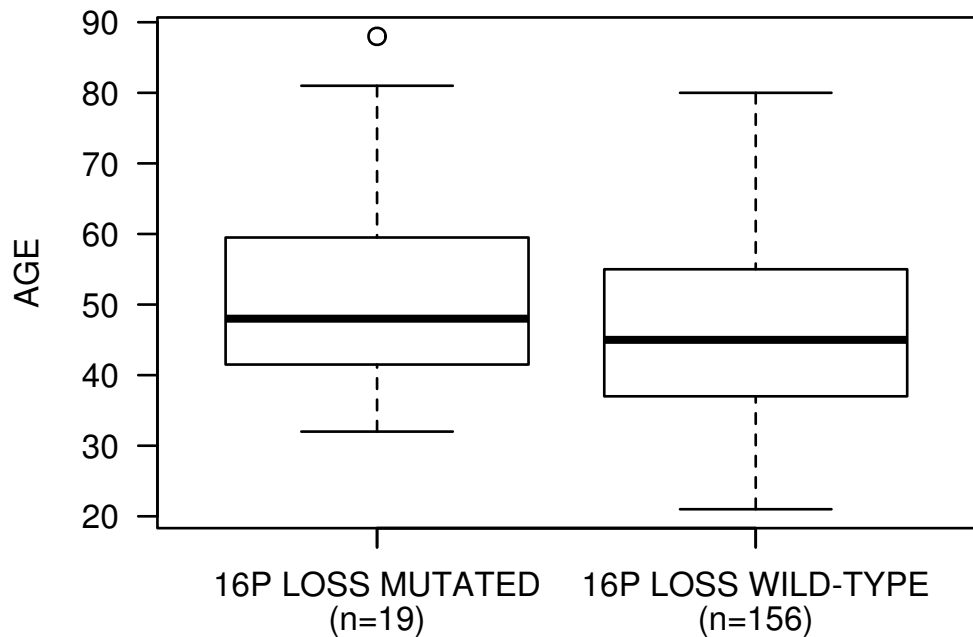 90
80
70
60
50
40
30
20
AGE
16P LOSS MUTATED
(n=19)
16P LOSS WILD-TYPE
(n=156)